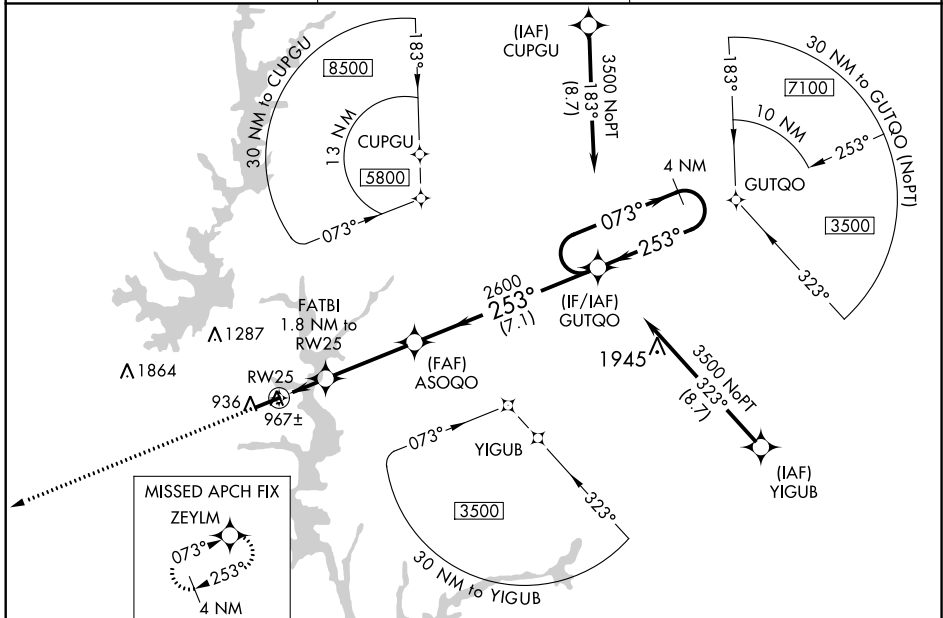 30 NM to CUPGU
8500
183°
13 NM
CUPGU
5800
073°
(IAF)
CUPGU
3500 NoPT
183°
(8.7)
30 NM to GUTQO (NoPT)
183°
7100
10 NM
253°
GUTQO
3500
323°
4 NM
073°
253°
(IF/IAF)
GUTQO
2600
253°
(7.1)
FATBI
1.8 NM to
RW25
1287
1864
(FAF)
ASOQO
RW25
936
967±
1945
3500 NoPT
323°
(8.7)
(IAF)
YIGUB
073°
YIGUB
323°
3500
30 NM to YIGUB
MISSED APCH FIX
ZEYLM
073°
253°
4 NM